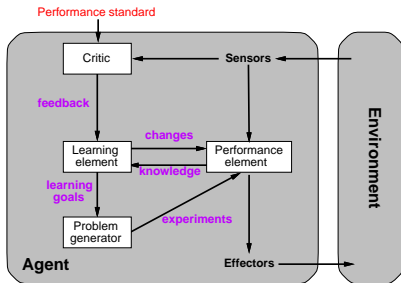 Performance standard
Critic
Sensors
feedback
changes
Learning
element
Performance
element
knowledge
learning
goals
Problem
generator
experiments
Agent
Effectors
Environment